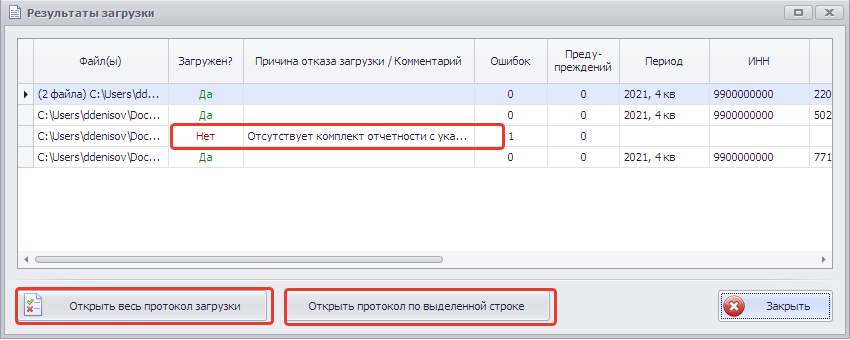 Результаты загрузки
Файл(ы) Загружен? Причина отказа загрузки / Комментарий Ошибок Преду-преждений Период ИНН
(2 файла) C:\Users\dd... Да 0 0 2021, 4 кв 9900000000 220
C:\Users\ddenisov\Doc... Да 0 0 2021, 4 кв 9900000000 502
C:\Users\ddenisov\Doc... Нет Отсутствует комплект отчетности с ука... 1 0
C:\Users\ddenisov\Doc... Да 0 0 2021, 4 кв 9900000000 771
Открыть весь протокол загрузки Открыть протокол по выделенной строке Закрыть